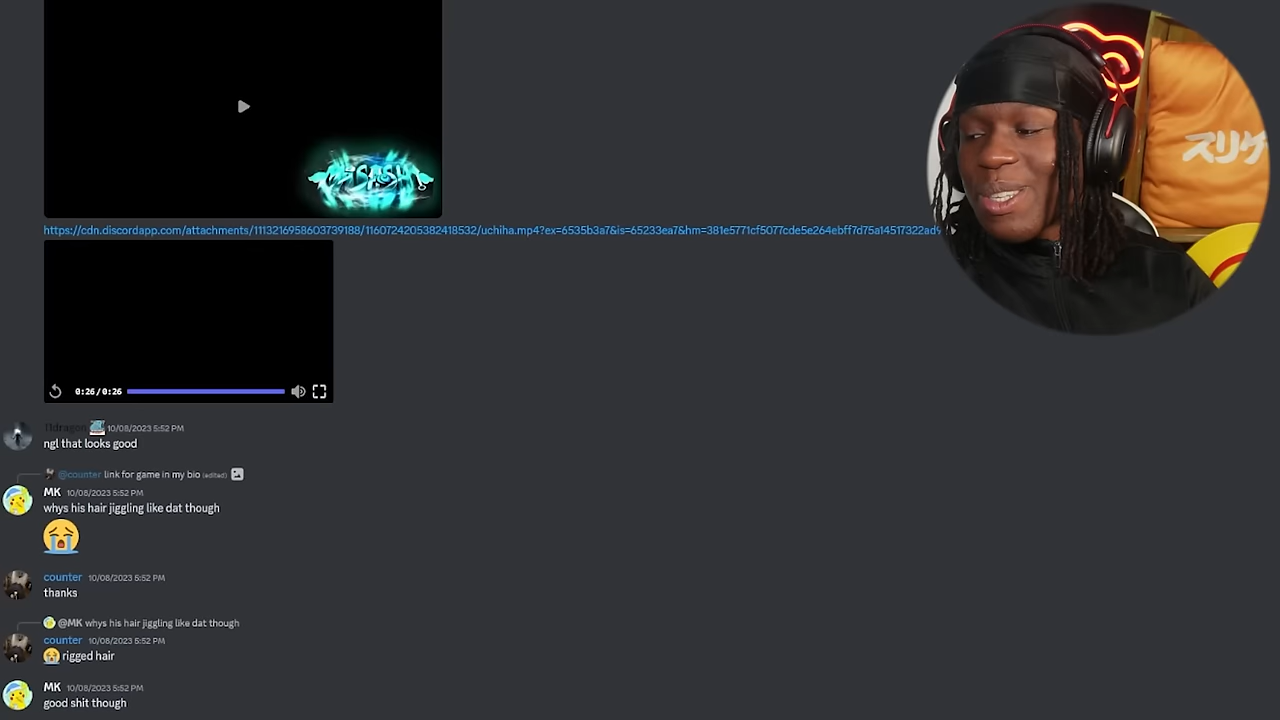 スリケ
https://cdn.discordapp.com/attachments/1113216958603739188/1160724205382418532/uchiha.mp4?ex=6535b3a7&is=65233ea7&hm=381e5771cf5077cde5e264ebff7d75a14517322ad9
0:26/0:26
10/08/2023 5:52 PM
ngl that looks good
@counter link for game in my bio (edited)
MK 10/08/2023 5:52 PM
whys his hair jiggling like dat though
counter 10/08/2023 5:52 PM
thanks
@MK whys his hair jiggling like dat though
counter 10/08/2023 5:52 PM
😭 rigged hair
MK 10/08/2023 5:52 PM
good shit though